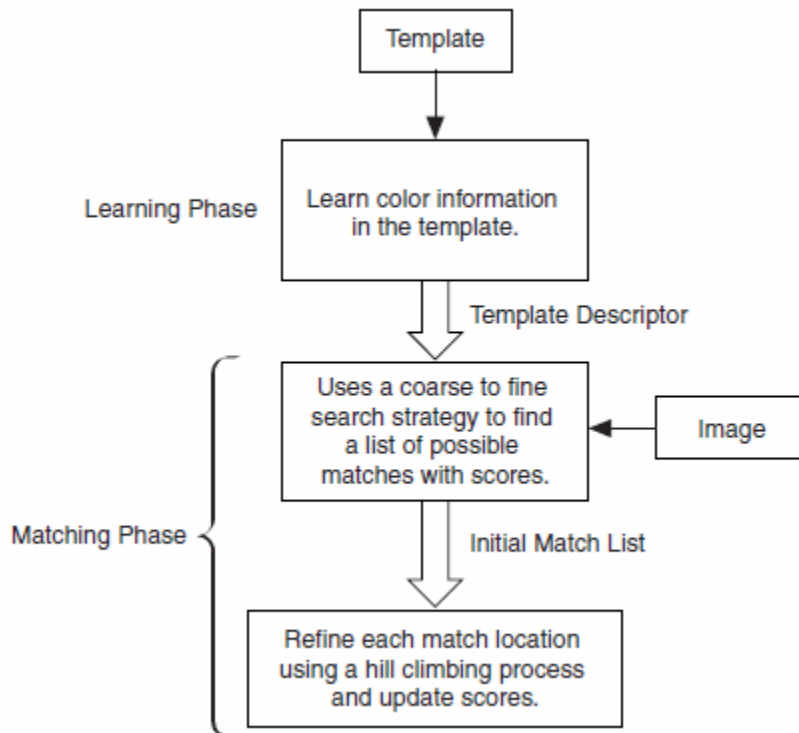 Template
Learning Phase
Learn color information
in the template.
Template Descriptor
Uses a coarse to fine
search strategy to find
a list of possible
matches with scores.
Image
Matching Phase
Initial Match List
Refine each match location
using a hill climbing process
and update scores.